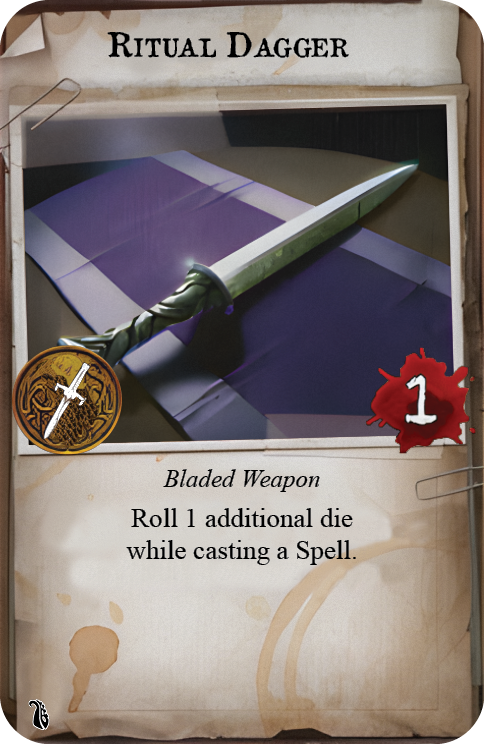 Ritual Dagger
1
Bladed Weapon
Roll 1 additional die
while casting a Spell.